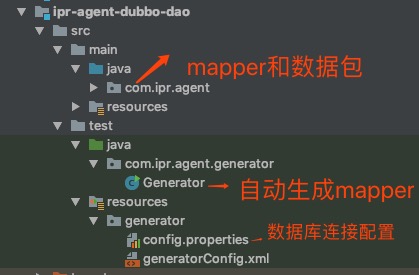 ipr-agent-dubbo-dao
src
main
java
mapper和数据包
com.ipr.agent
resources
test
java
com.ipr.agent.generator
Generator
自动生成mapper
resources
generator
数据库连接配置
config.properties
generatorConfig.xml